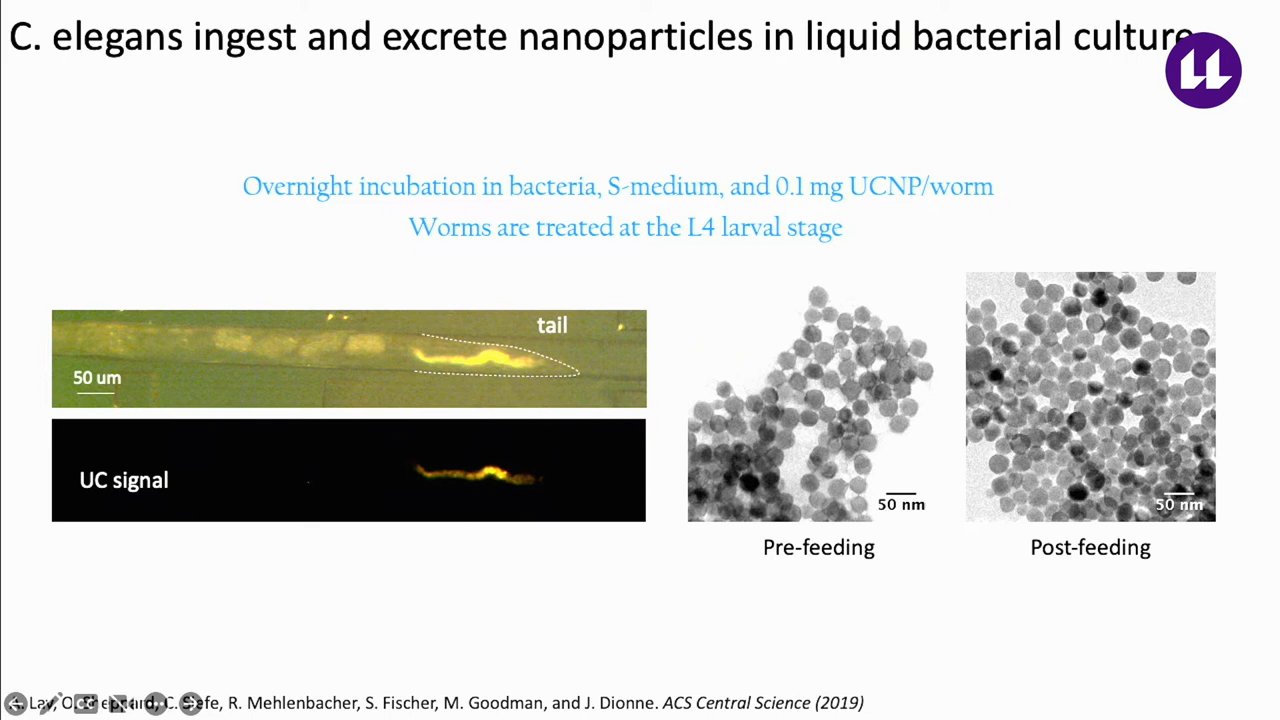 C. elegans ingest and excrete nanoparticles in liquid bacterial culture
Overnight incubation in bacteria, S-medium, and 0.1 mg UCNP/worm
Worms are treated at the L4 larval stage
tail
50 um
UC signal
50 nm
50 nm
Pre-feeding
Post-feeding
Lay, O. Sheppard, C. Siefe, R. Mehlenbacher, S. Fischer, M. Goodman, and J. Dionne. ACS Central Science (2019)